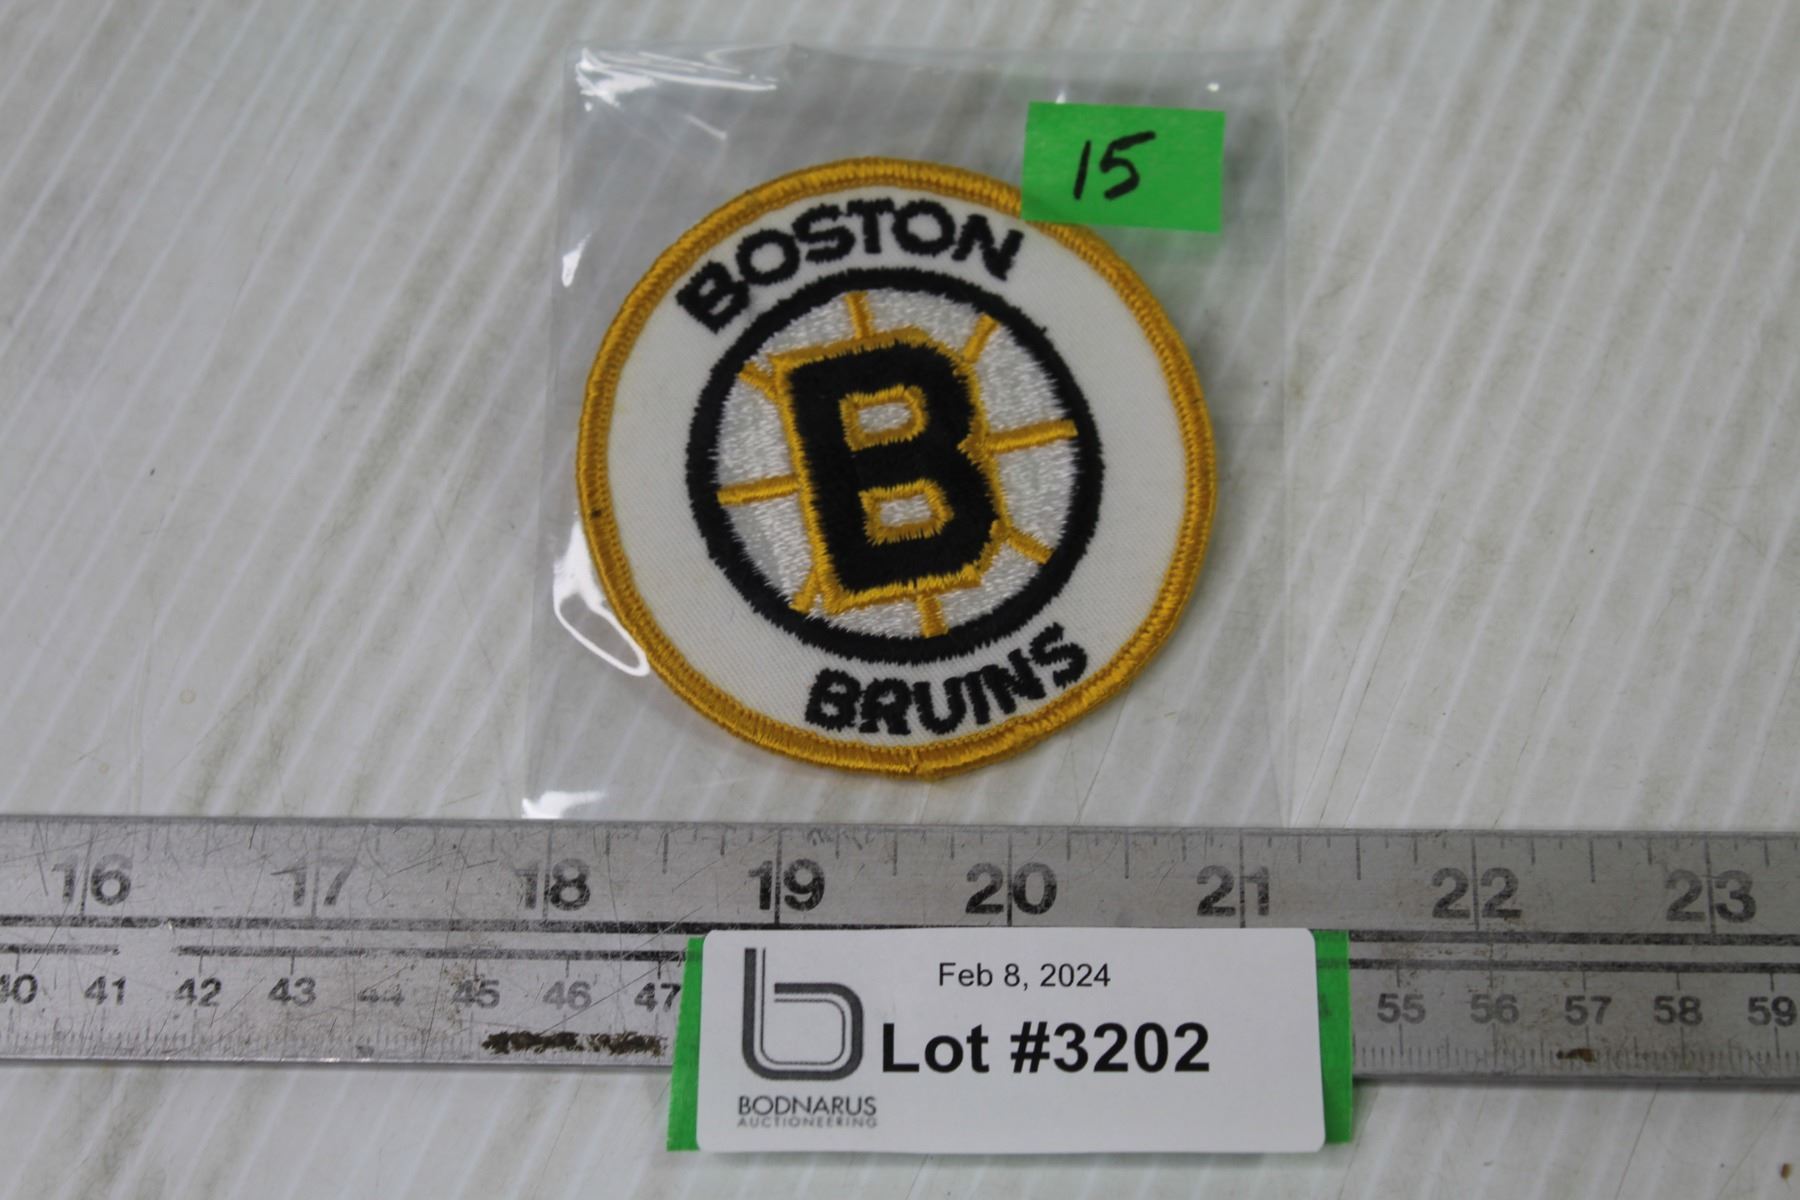 15
BOSTON
B
BRUINS
16 17 18 19 20 21 22 23
40 41 42 43 44 45 46 47 55 56 57 58 59
Feb 8, 2024
Lot #3202
b
BODNARUS
AUCTIONEERING